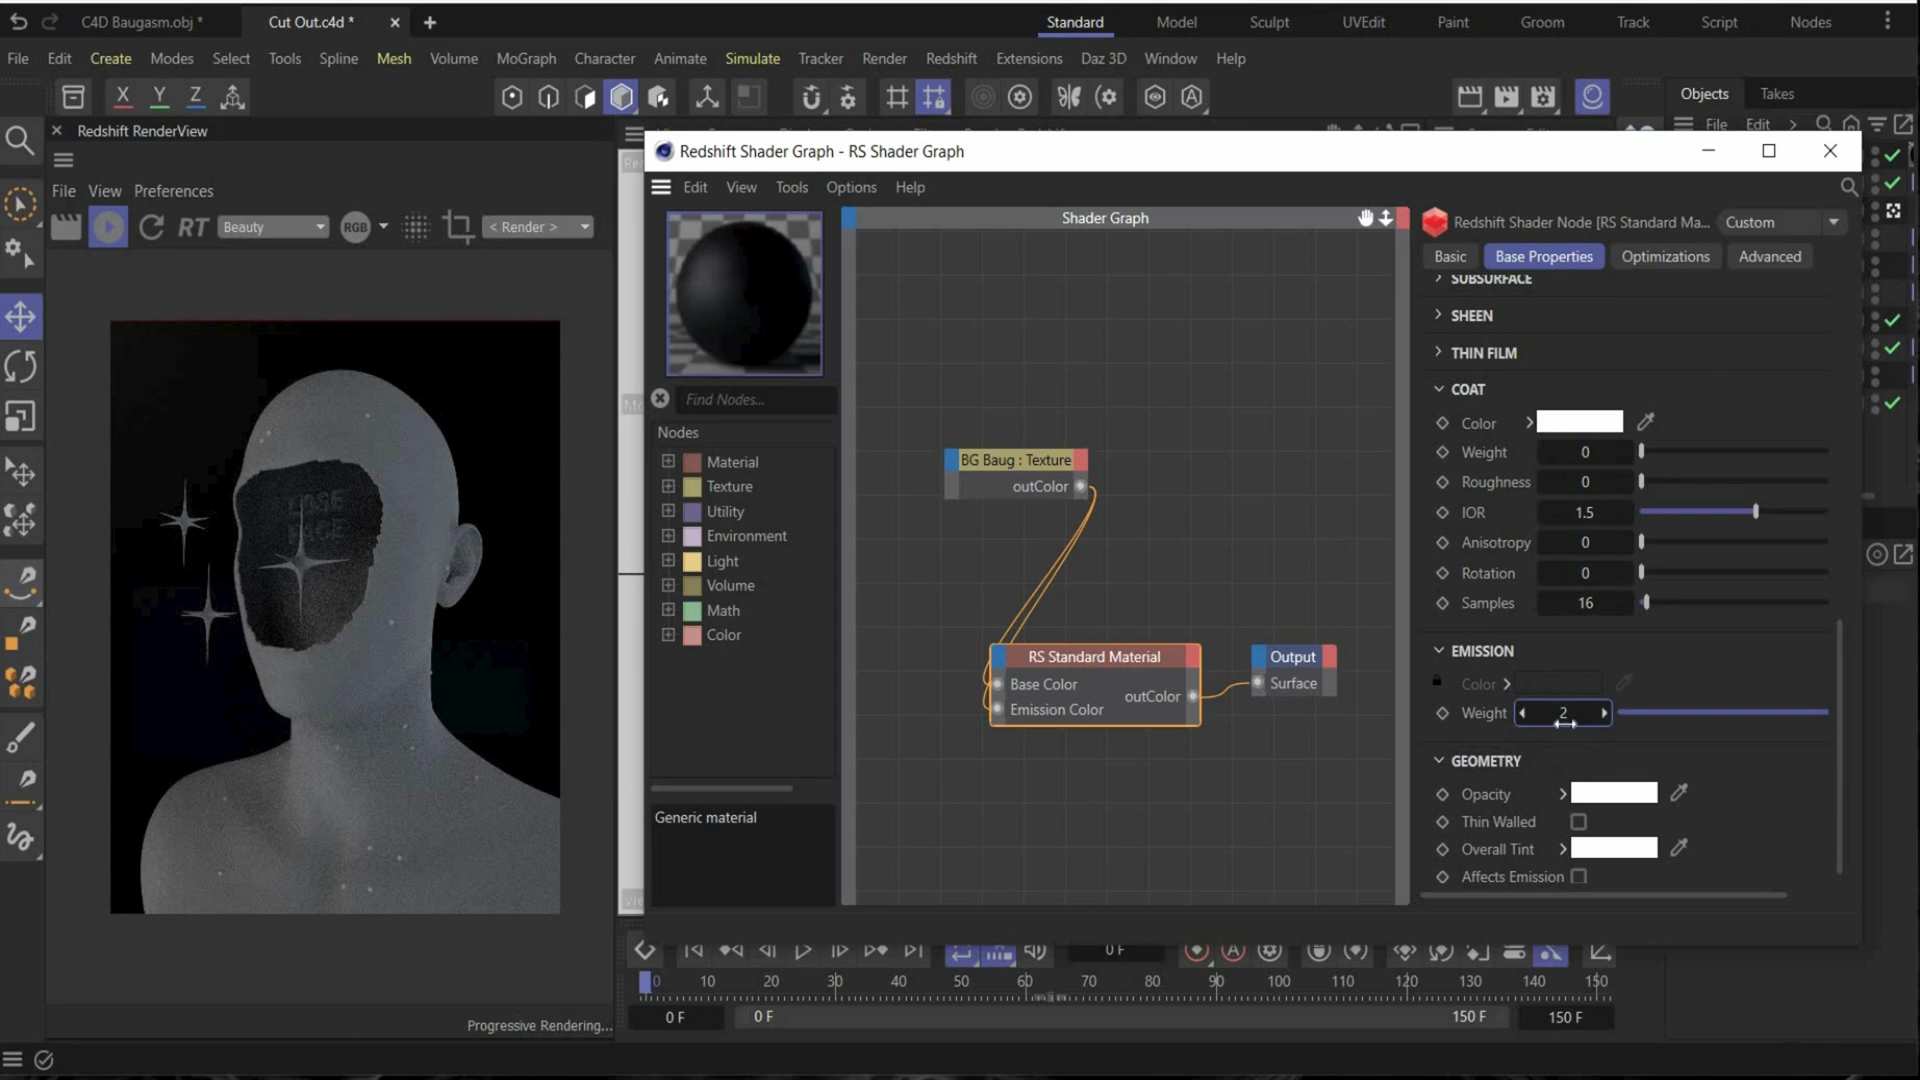 C4D Baugasm.obj *
Cut Out.c4d *
Standard
Model
Sculpt
UVEdit
Paint
Groom
Track
Script
Nodes
File Edit Create Modes Select Tools Spline Mesh Volume MoGraph Character Animate Simulate Tracker Render Redshift Extensions Daz 3D Window Help
X Y Z
Objects Takes
File Edit
Redshift RenderView
File View Preferences
RT Beauty RGB < Render >
LOSE
FACE
Progressive Rendering...
Redshift Shader Graph - RS Shader Graph
Edit View Tools Options Help
Find Nodes...
Nodes
Material
Texture
Utility
Environment
Light
Volume
Math
Color
Generic material
Shader Graph
BG Baug : Texture
outColor
RS Standard Material
Base Color
outColor
Emission Color
Output
Surface
Redshift Shader Node [RS Standard Ma... Custom
Basic Base Properties Optimizations Advanced
SUBSURFACE
SHEEN
THIN FILM
COAT
Color
Weight 0
Roughness 0
IOR 1.5
Anisotropy 0
Rotation 0
Samples 16
EMISSION
Color
Weight 2
GEOMETRY
Opacity
Thin Walled
Overall Tint
Affects Emission
0 F
0 10 20 30 40 50 60 70 80 90 100 110 120 130 140 150
0 F 0 F 150 F 150 F